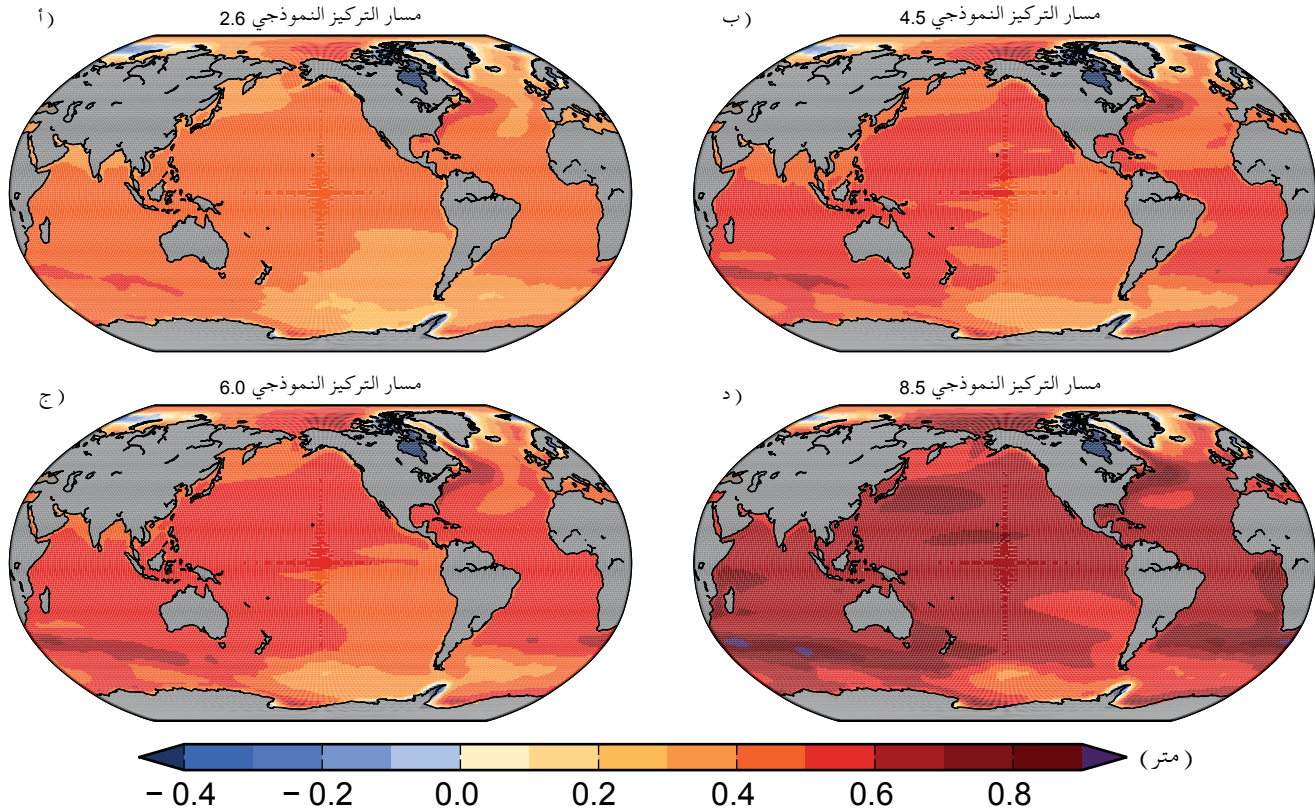 أ) مسار التركيز النموذجي 2.6
ب) مسار التركيز النموذجي 4.5
ج) مسار التركيز النموذجي 6.0
د) مسار التركيز النموذجي 8.5
(متر)
− 0.4 − 0.2 0.0 0.2 0.4 0.6 0.8